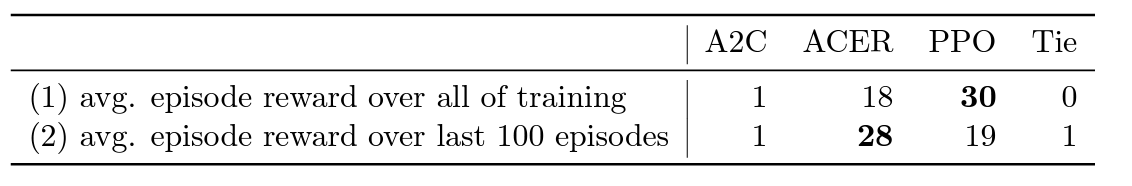 A2C ACER PPO Tie
(1) avg. episode reward over all of training 1 18 30 0
(2) avg. episode reward over last 100 episodes 1 28 19 1